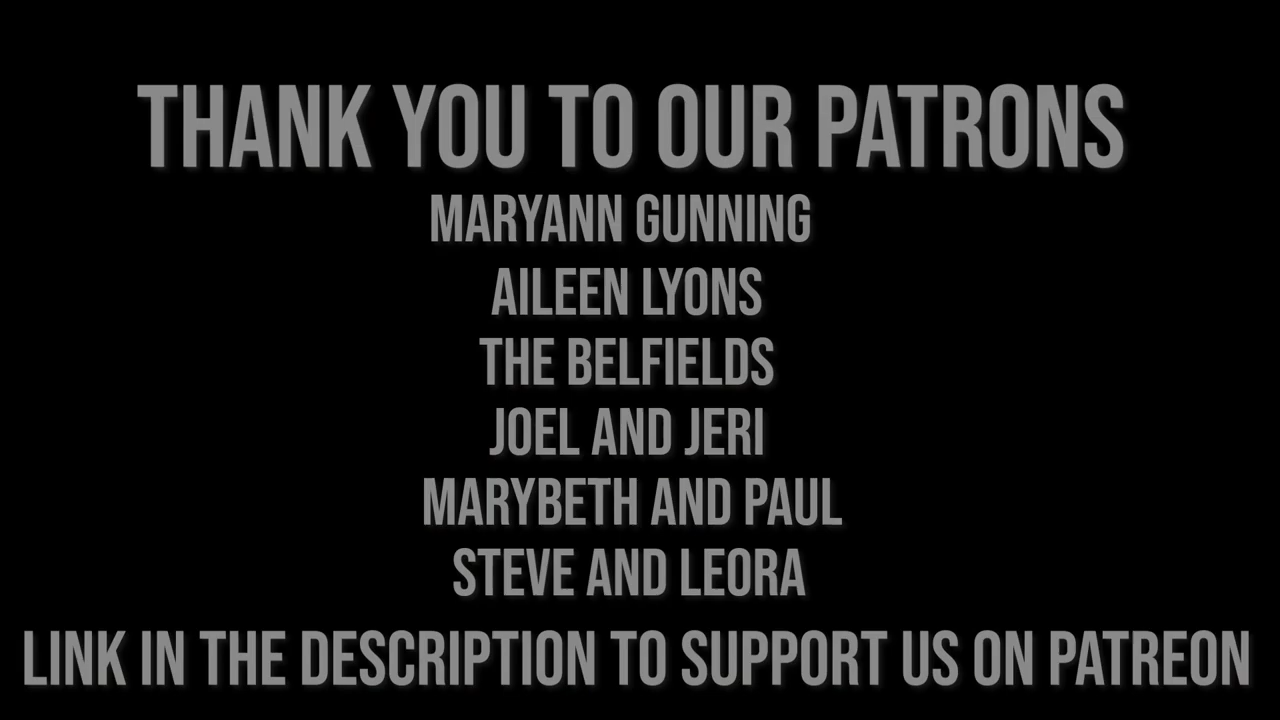 THANK YOU TO OUR PATRONS
MARYANN GUNNING
AILEEN LYONS
THE BELFIELDS
JOEL AND JERI
MARYBETH AND PAUL
STEVE AND LEORA
LINK IN THE DESCRIPTION TO SUPPORT US ON PATREON